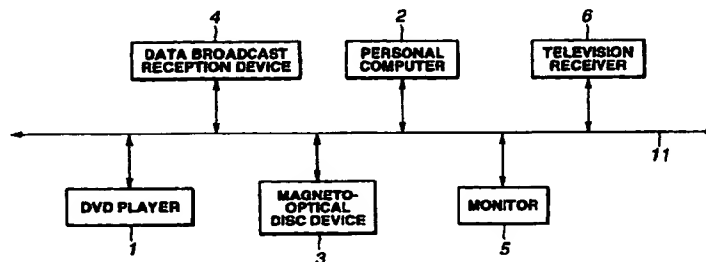 4
2
6
DATA BROADCAST
RECEPTION DEVICE
PERSONAL
COMPUTER
TELEVISION
RECEIVER
11
DVD PLAYER
MAGNETO-
OPTICAL
DISC DEVICE
MONITOR
1
3
5